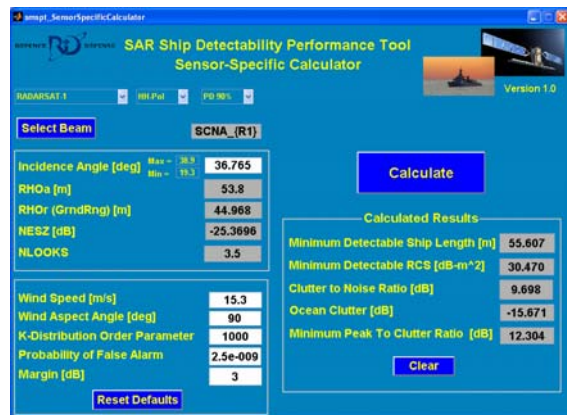 smspt_SensorSpecificCalculator
DEFENCE R&D DEFENSE
SAR Ship Detectability Performance Tool
Sensor-Specific Calculator
Version 1.0
RADARSAT-1 HH-Pol PD 90%
Select Beam SCNA_{R1}
Incidence Angle [deg] Max = 38.9 Min = 19.3 36.765
RHOa [m] 53.8
RHOr (GrndRng) [m] 44.968
NESZ [dB] -25.3696
NLOOKS 3.5
Wind Speed [m/s] 15.3
Wind Aspect Angle [deg] 90
K-Distribution Order Parameter 1000
Probability of False Alarm 2.5e-009
Margin [dB] 3
Reset Defaults
Calculate
Calculated Results
Minimum Detectable Ship Length [m] 55.607
Minimum Detectable RCS [dB-m^2] 30.470
Clutter to Noise Ratio [dB] 9.698
Ocean Clutter [dB] -15.671
Minimum Peak To Clutter Ratio [dB] 12.304
Clear